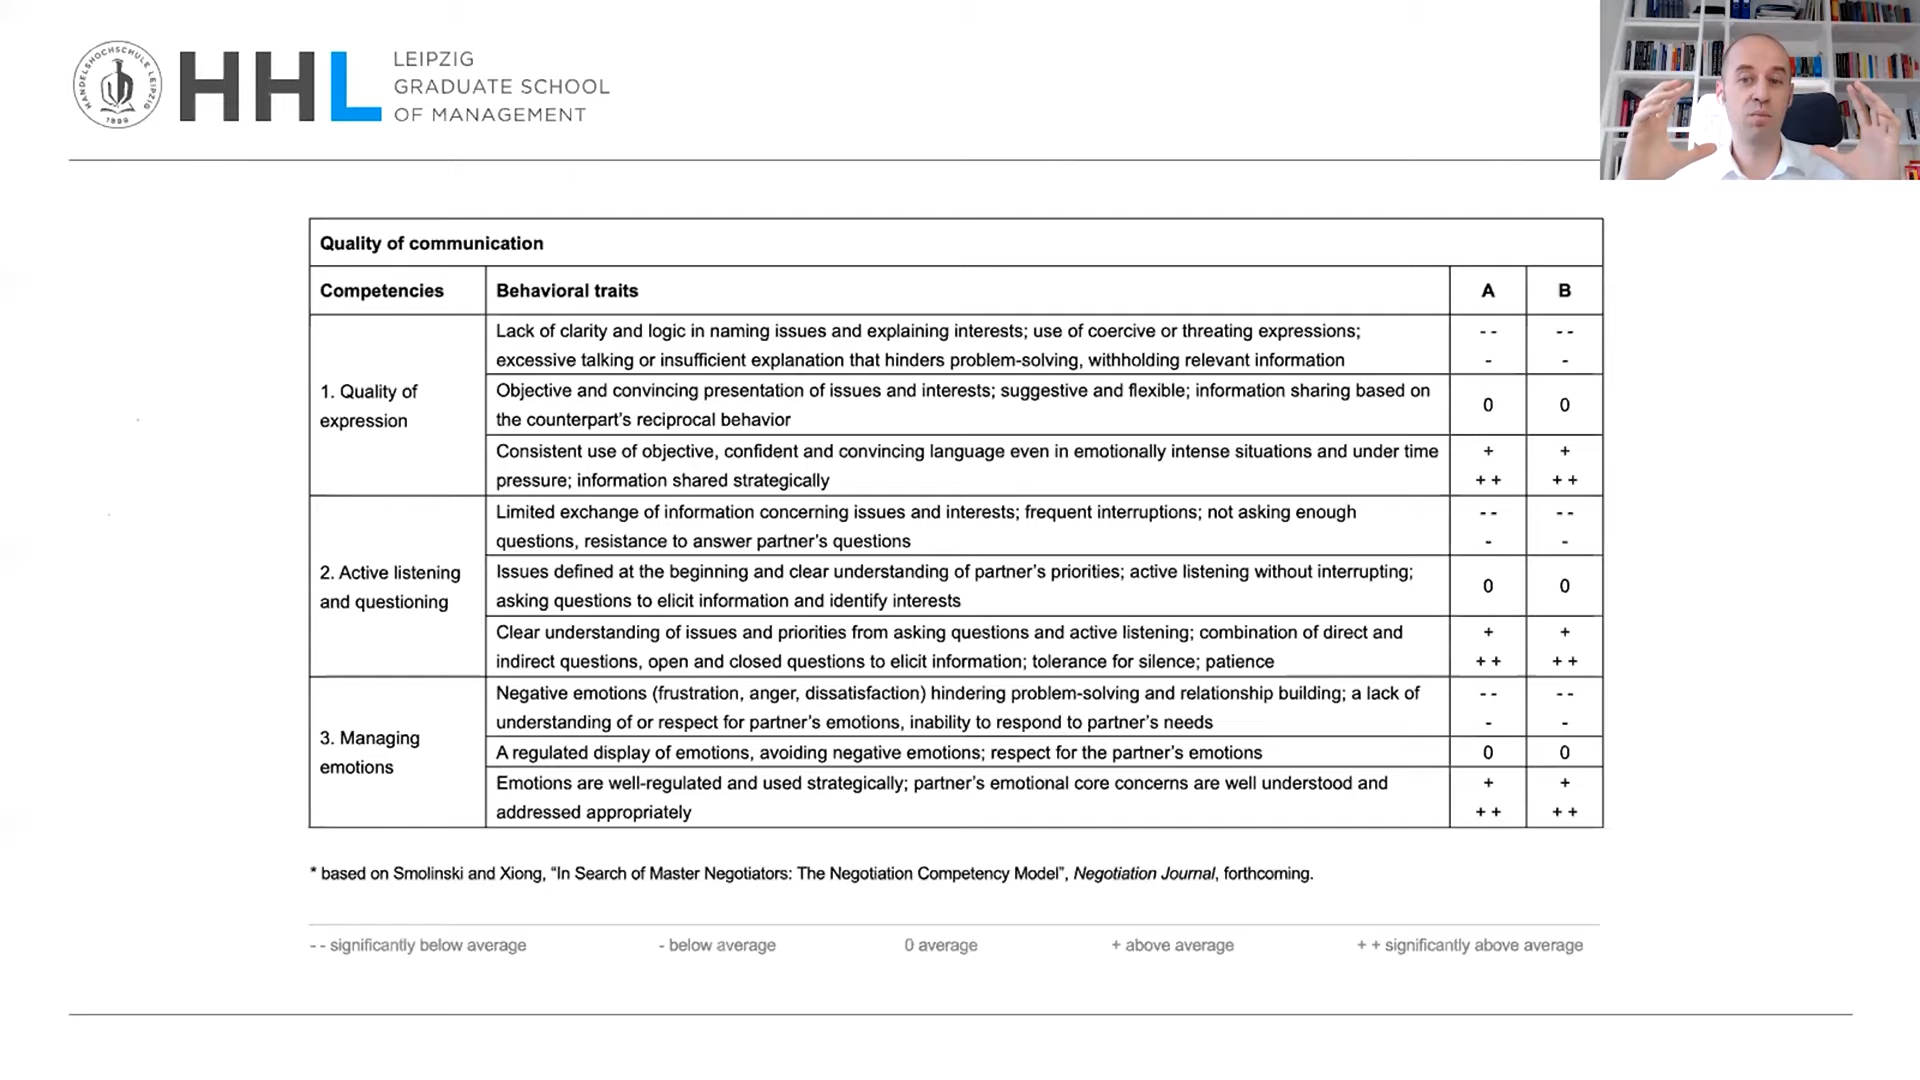 HANDELSHOCHSCHULE LEIPZIG
1898
HHL
LEIPZIG
GRADUATE SCHOOL
OF MANAGEMENT
Quality of communication
Competencies Behavioral traits A B
1. Quality of
expression
Lack of clarity and logic in naming issues and explaining interests; use of coercive or threating expressions; - - - -
excessive talking or insufficient explanation that hinders problem-solving, withholding relevant information - -
Objective and convincing presentation of issues and interests; suggestive and flexible; information sharing based on
the counterpart's reciprocal behavior
0 0
Consistent use of objective, confident and convincing language even in emotionally intense situations and under time + +
pressure; information shared strategically + + + +
2. Active listening
and questioning
Limited exchange of information concerning issues and interests; frequent interruptions; not asking enough - - - -
questions, resistance to answer partner's questions - -
Issues defined at the beginning and clear understanding of partner's priorities; active listening without interrupting;
asking questions to elicit information and identify interests
0 0
Clear understanding of issues and priorities from asking questions and active listening; combination of direct and + +
indirect questions, open and closed questions to elicit information; tolerance for silence; patience + + + +
3. Managing
emotions
Negative emotions (frustration, anger, dissatisfaction) hindering problem-solving and relationship building; a lack of - - - -
understanding of or respect for partner's emotions, inability to respond to partner's needs - -
A regulated display of emotions, avoiding negative emotions; respect for the partner's emotions 0 0
Emotions are well-regulated and used strategically; partner's emotional core concerns are well understood and + +
addressed appropriately + + + +
* based on Smolinski and Xiong, "In Search of Master Negotiators: The Negotiation Competency Model", Negotiation Journal, forthcoming.
- - significantly below average - below average 0 average + above average + + significantly above average